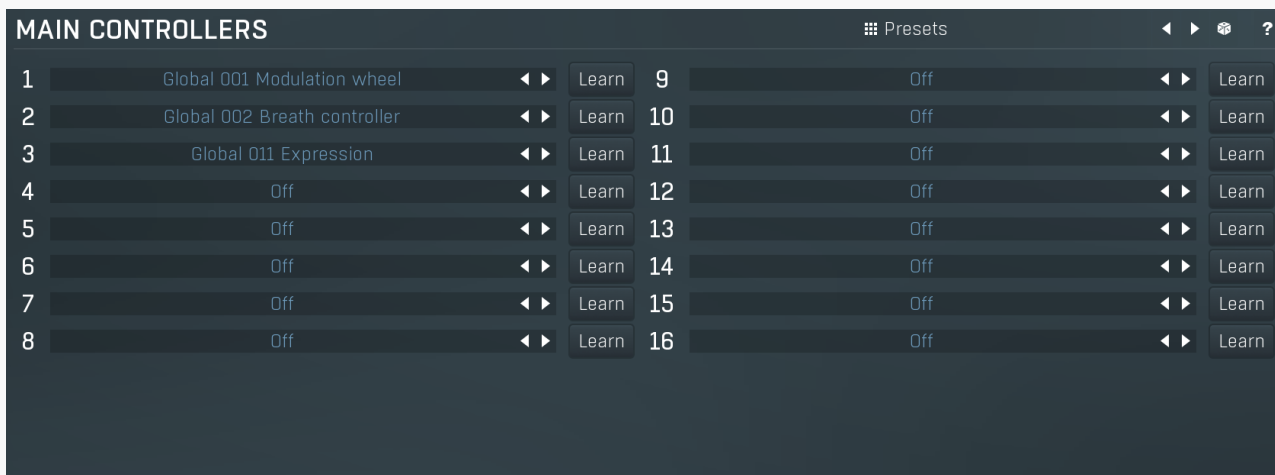 MAIN CONTROLLERS Presets ?
1 Global 001 Modulation wheel Learn 9 Off Learn
2 Global 002 Breath controller Learn 10 Off Learn
3 Global 011 Expression Learn 11 Off Learn
4 Off Learn 12 Off Learn
5 Off Learn 13 Off Learn
6 Off Learn 14 Off Learn
7 Off Learn 15 Off Learn
8 Off Learn 16 Off Learn